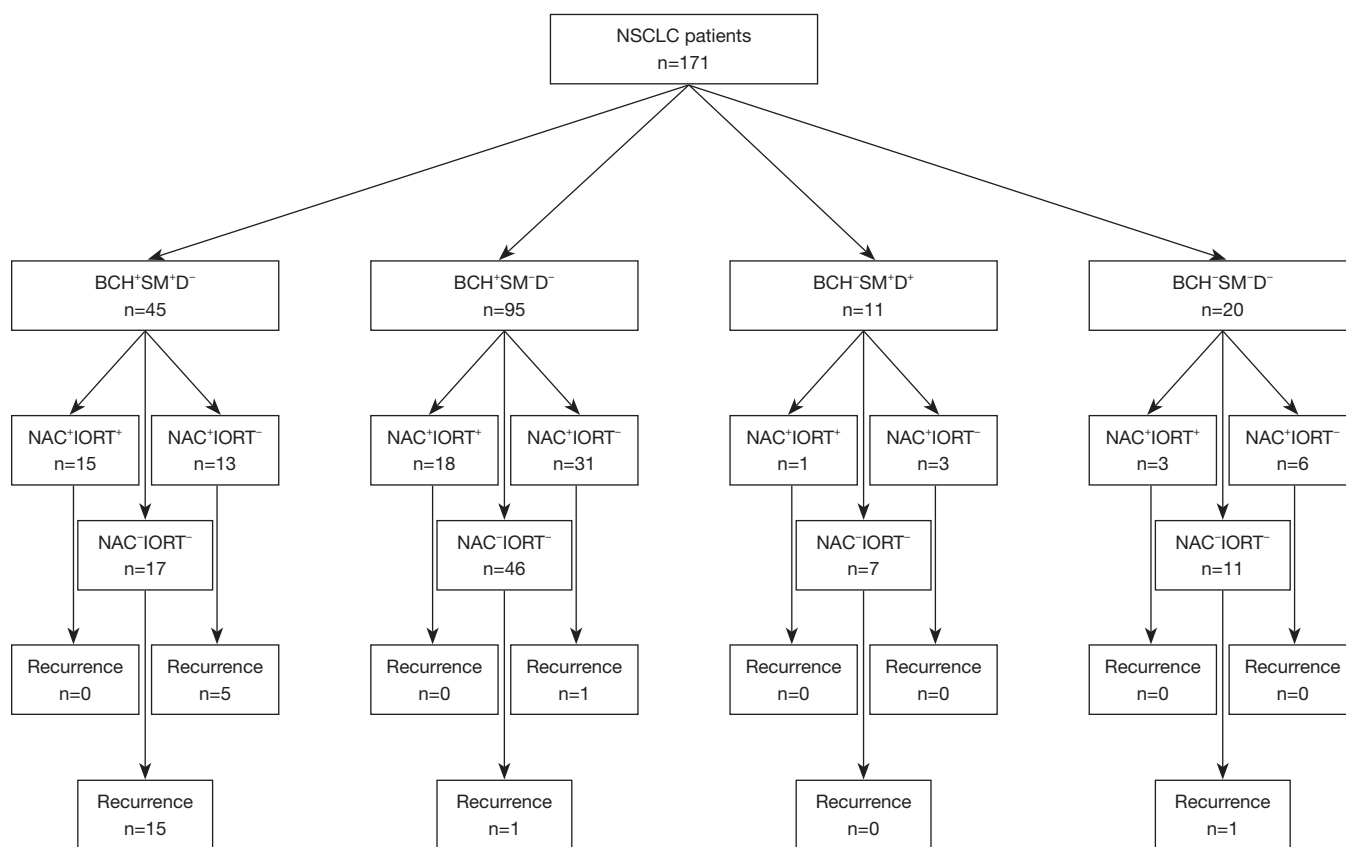 NSCLC patients
n=171
BCH⁺SM⁺D⁻
n=45
BCH⁺SM⁻D⁻
n=95
BCH⁻SM⁺D⁺
n=11
BCH⁻SM⁻D⁻
n=20
NAC⁺IORT⁺
n=15
NAC⁺IORT⁻
n=13
NAC⁺IORT⁺
n=18
NAC⁺IORT⁻
n=31
NAC⁺IORT⁺
n=1
NAC⁺IORT⁻
n=3
NAC⁺IORT⁺
n=3
NAC⁺IORT⁻
n=6
NAC⁻IORT⁻
n=17
NAC⁻IORT⁻
n=46
NAC⁻IORT⁻
n=7
NAC⁻IORT⁻
n=11
Recurrence
n=0
Recurrence
n=5
Recurrence
n=0
Recurrence
n=1
Recurrence
n=0
Recurrence
n=0
Recurrence
n=0
Recurrence
n=0
Recurrence
n=15
Recurrence
n=1
Recurrence
n=0
Recurrence
n=1